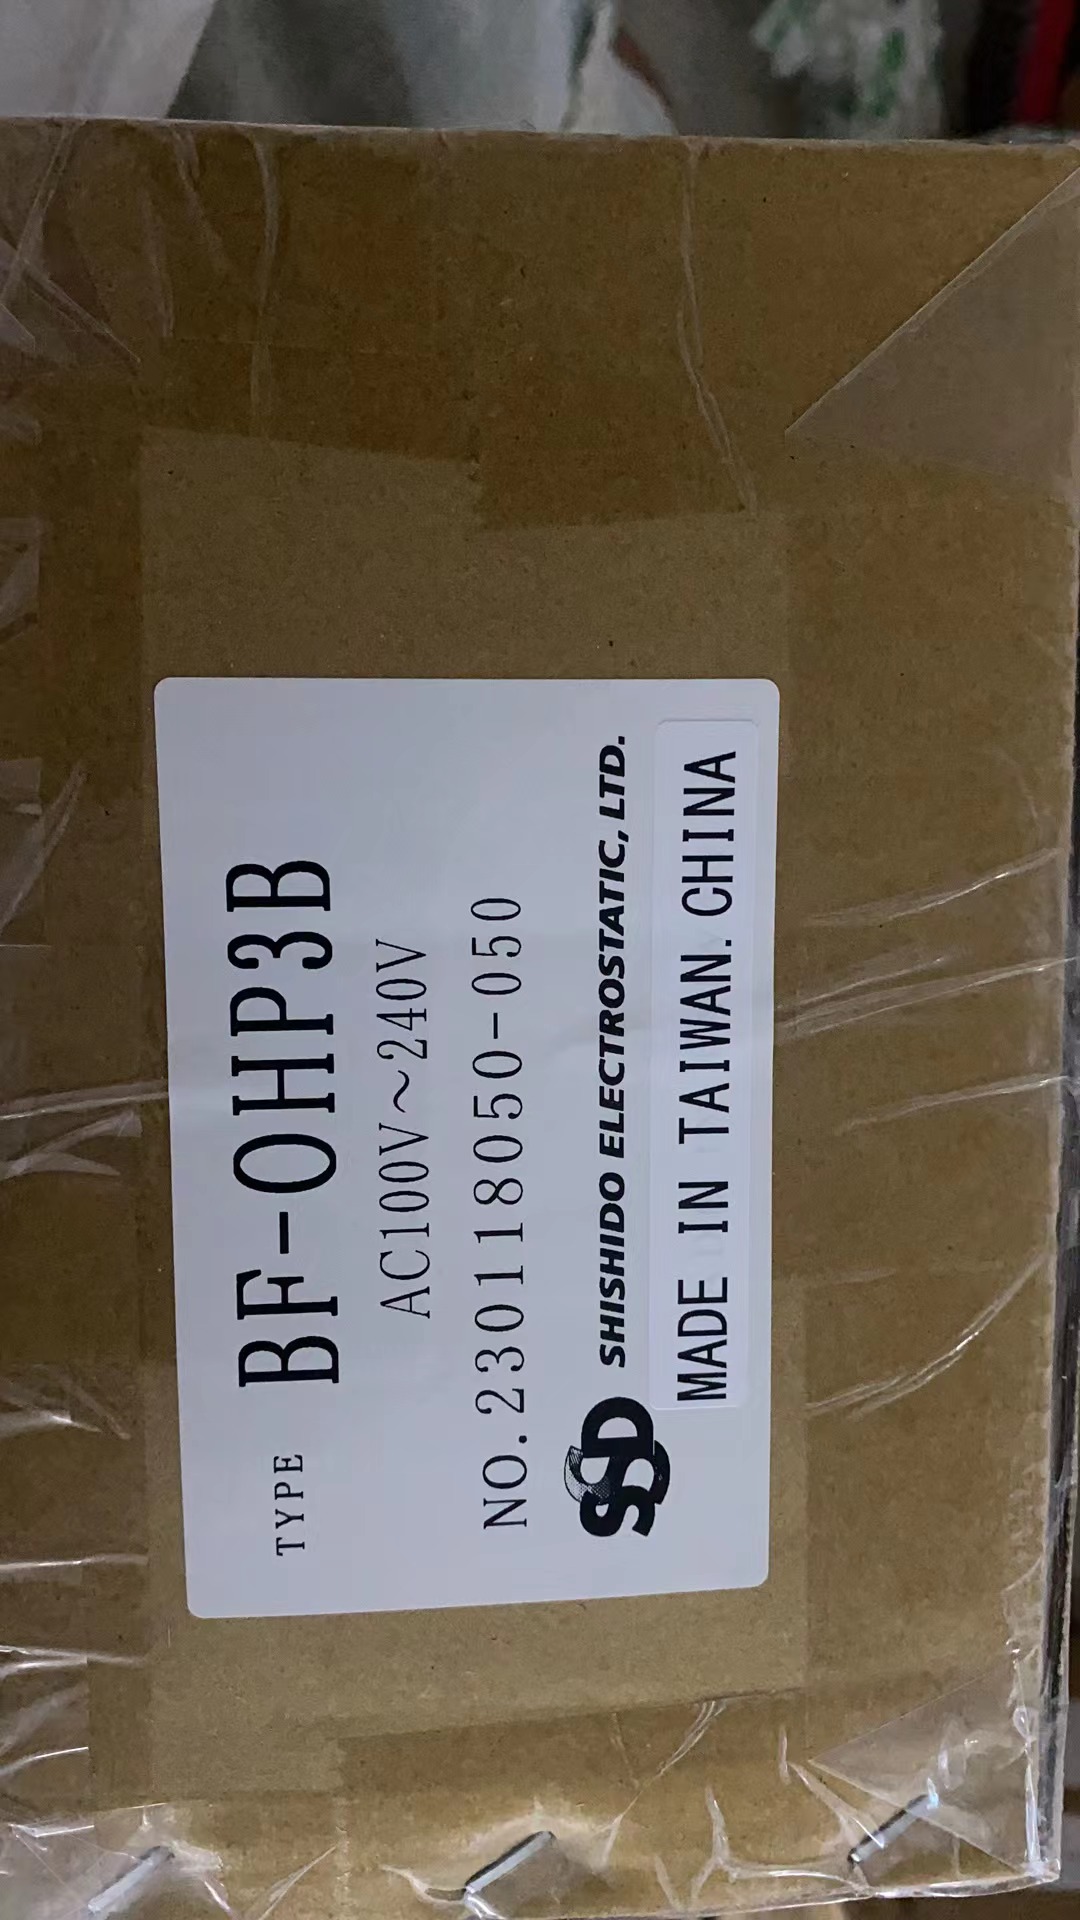 TYPE BF-OHP3B
AC100V～240V
NO.230118050-050
SSD SHISHIDO ELECTROSTATIC, LTD.
MADE IN TAIWAN. CHINA